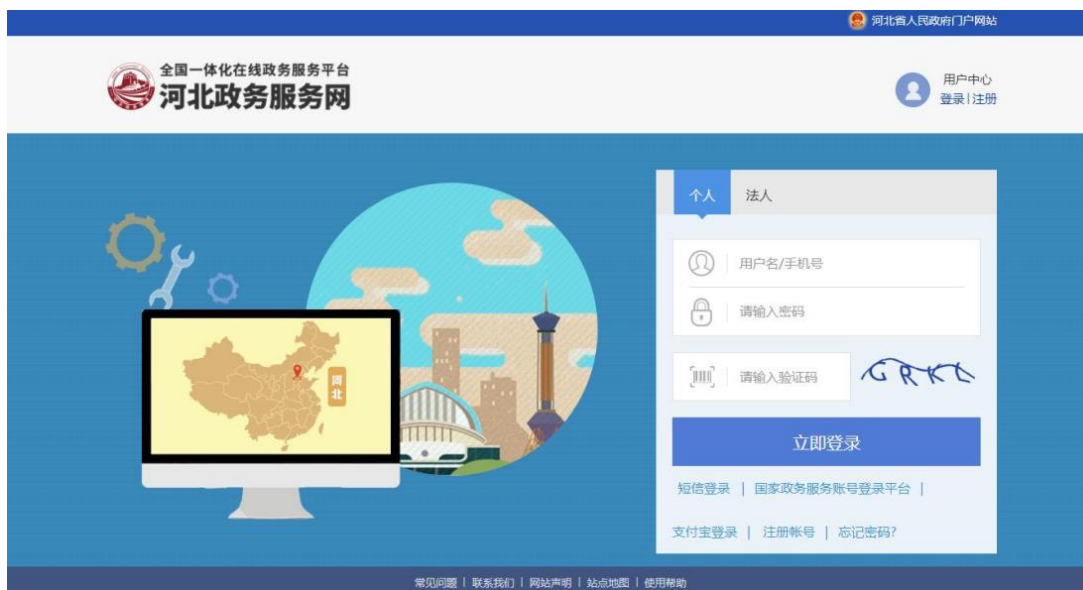 河北省人民政府门户网站
全国一体化在线政务服务平台
河北政务服务网
用户中心
登录|注册
个人 法人
用户名/手机号
请输入密码
请输入验证码
立即登录
短信登录 | 国家政务服务账号登录平台 |
支付宝登录 | 注册帐号 | 忘记密码?
常见问题 | 联系我们 | 网站声明 | 站点地图 | 使用帮助